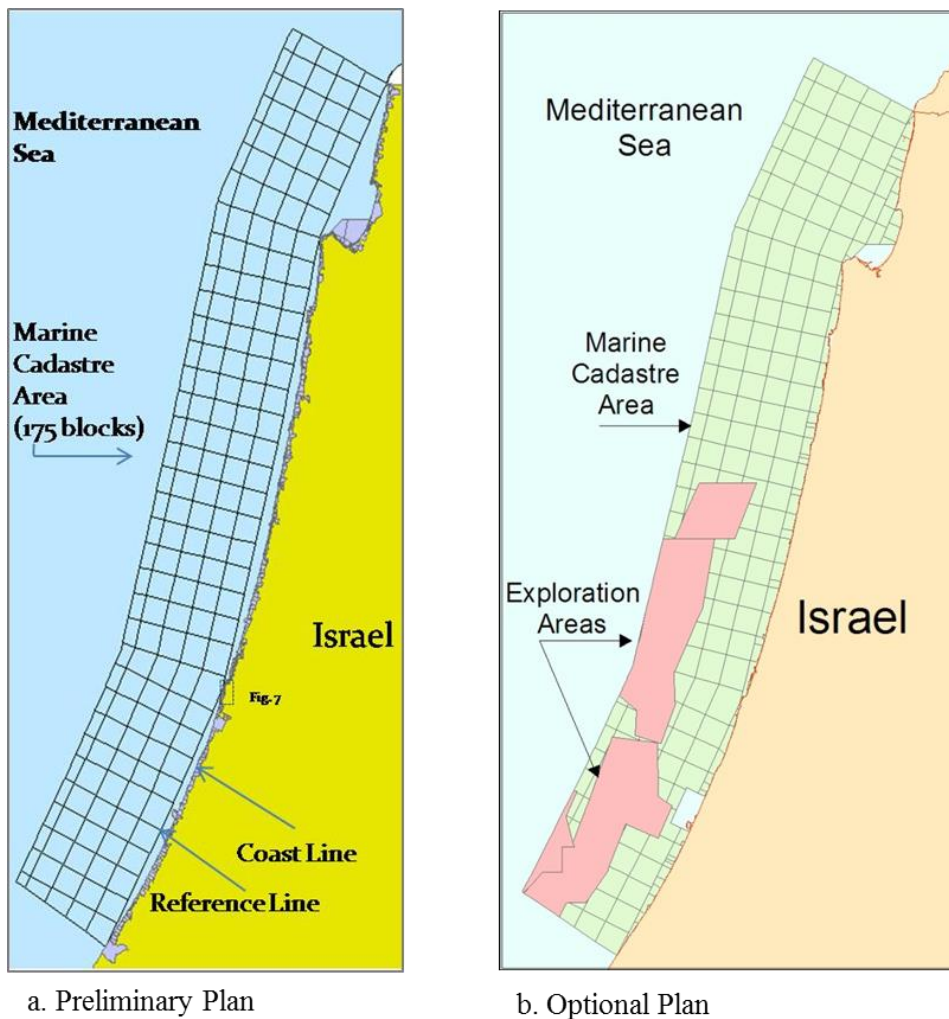 Mediterranean
Sea
Marine
Cadastre
Area
(175 blocks)
Israel
Fig. 7
Coast Line
Reference Line
a. Preliminary Plan
Mediterranean
Sea
Marine
Cadastre
Area
Exploration
Areas
Israel
b. Optional Plan